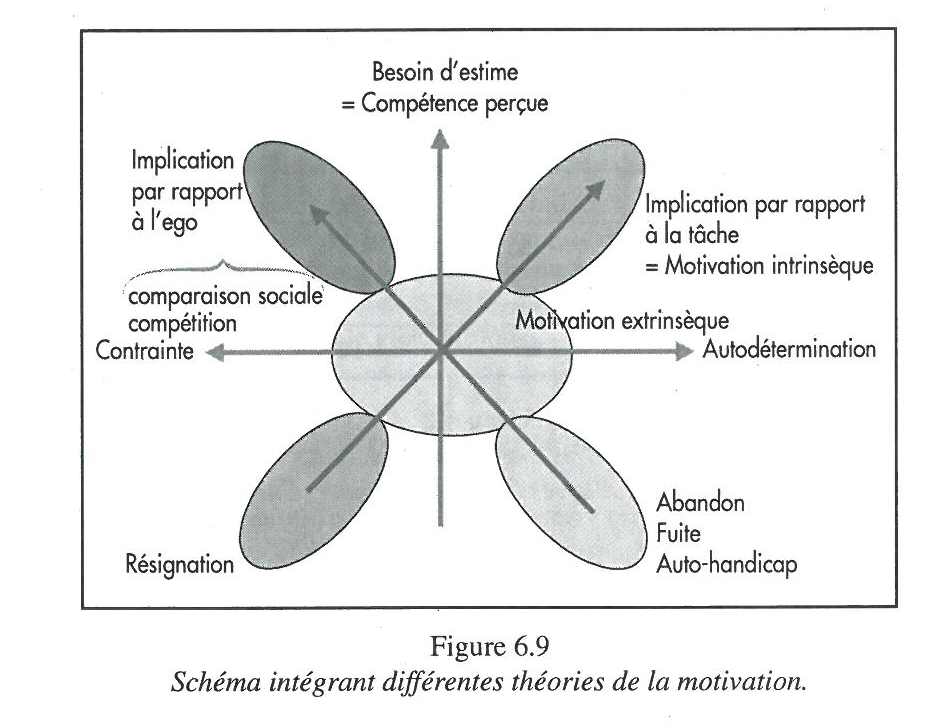 Besoin d'estime
= Compétence perçue
Implication
par rapport
à l'ego
Implication par rapport
à la tâche
= Motivation intrinsèque
comparaison sociale
compétition
Motivation extrinsèque
Contrainte
Autodétermination
Abandon
Fuite
Auto-handicap
Résignation
Figure 6.9
Schéma intégrant différentes théories de la motivation.